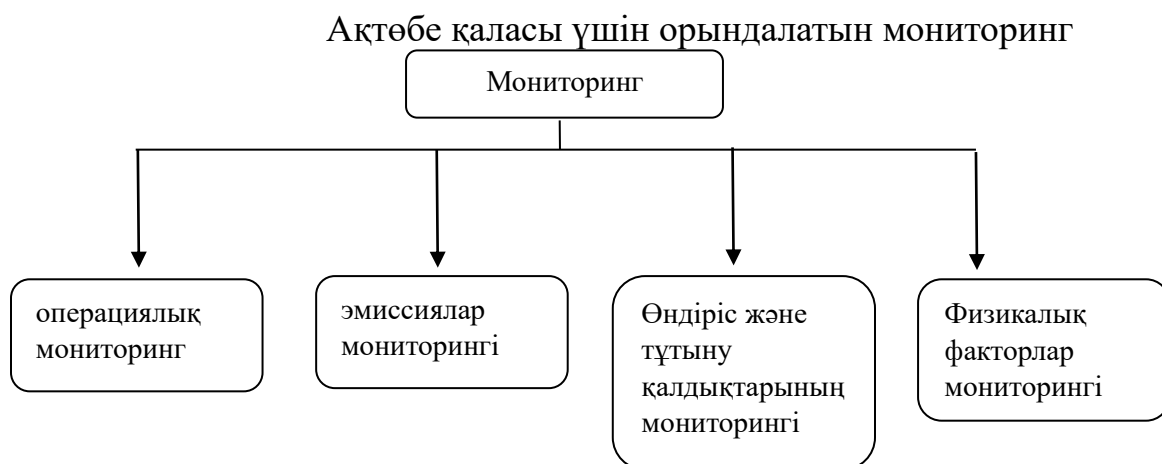 Ақтөбе қаласы үшін орындалатын мониторинг
Мониторинг
операциялық
мониторинг
эмиссиялар
мониторингі
Өндіріс және
тұтыну
қалдықтарының
мониторингі
Физикалық
факторлар
мониторингі